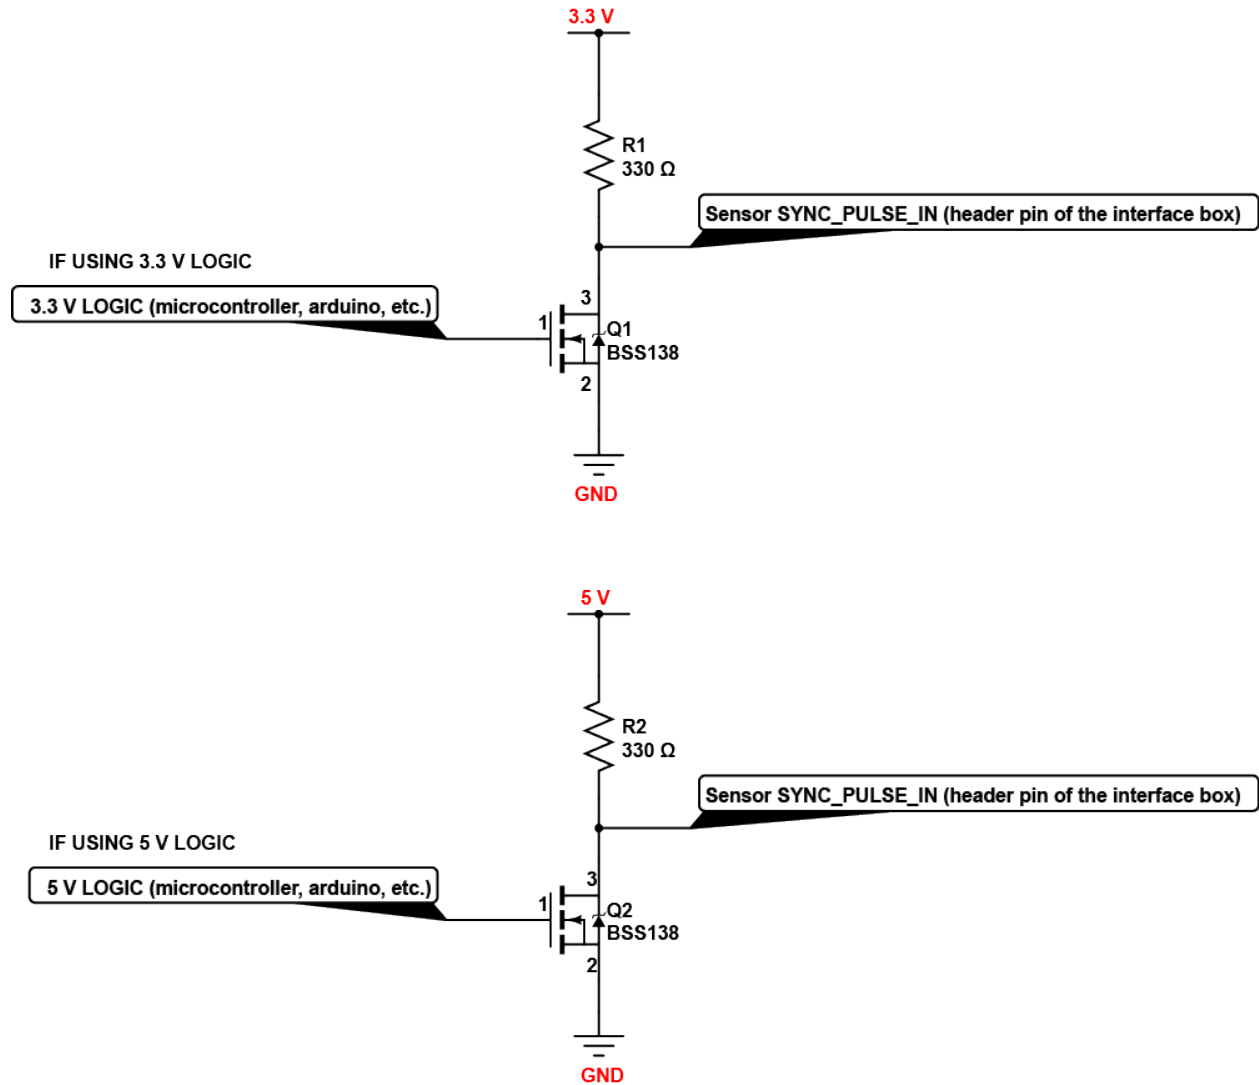 3.3 V
R1
330 Ω
Sensor SYNC_PULSE_IN (header pin of the interface box)
IF USING 3.3 V LOGIC
3.3 V LOGIC (microcontroller, arduino, etc.)
3
1
Q1
BSS138
2
GND
5 V
R2
330 Ω
Sensor SYNC_PULSE_IN (header pin of the interface box)
IF USING 5 V LOGIC
5 V LOGIC (microcontroller, arduino, etc.)
3
1
Q2
BSS138
2
GND